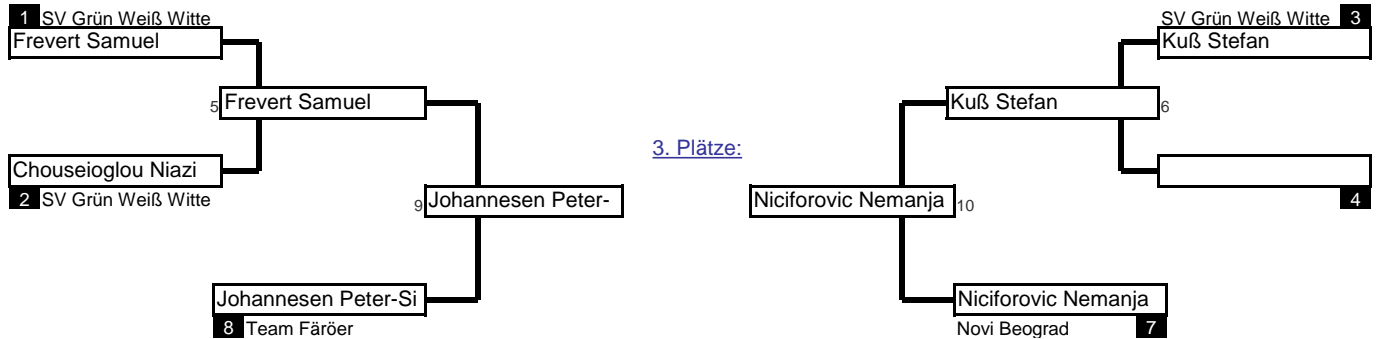 1 SV Grün Weiß Witte
Frevert Samuel
SV Grün Weiß Witte 3
Kuß Stefan
5 Frevert Samuel
Kuß Stefan 6
3. Plätze:
Chouseioglou Niazi
2 SV Grün Weiß Witte
4
9 Johannesen Peter-
Niciforovic Nemanja 10
Johannesen Peter-Si
8 Team Färöer
Niciforovic Nemanja
Novi Beograd 7